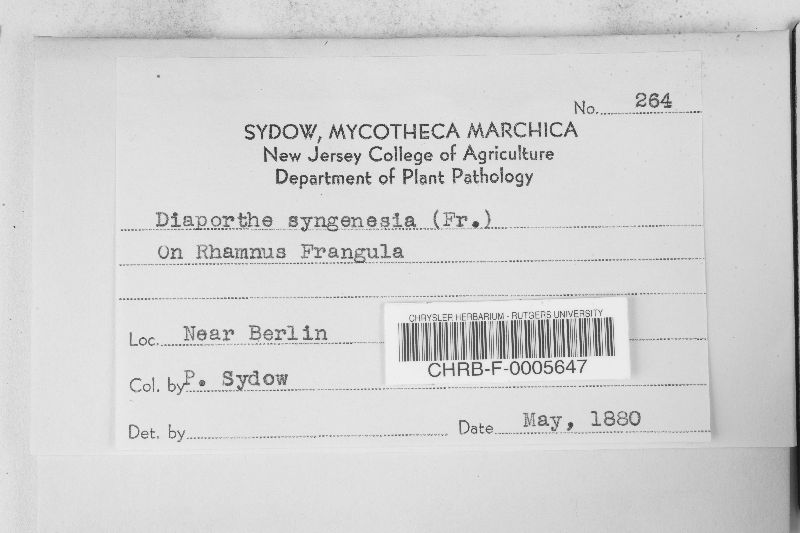 No. 264
SYDOW, MYCOTHECA MARCHICA
New Jersey College of Agriculture
Department of Plant Pathology
Diaporthe syngenesia (Fr.)
On Rhamnus Frangula
CHRYSLER HERBARIUM - RUTGERS UNIVERSITY
Loc. Near Berlin
CHRB-F-0005647
Col. by P. Sydow
Det. by
Date May, 1880